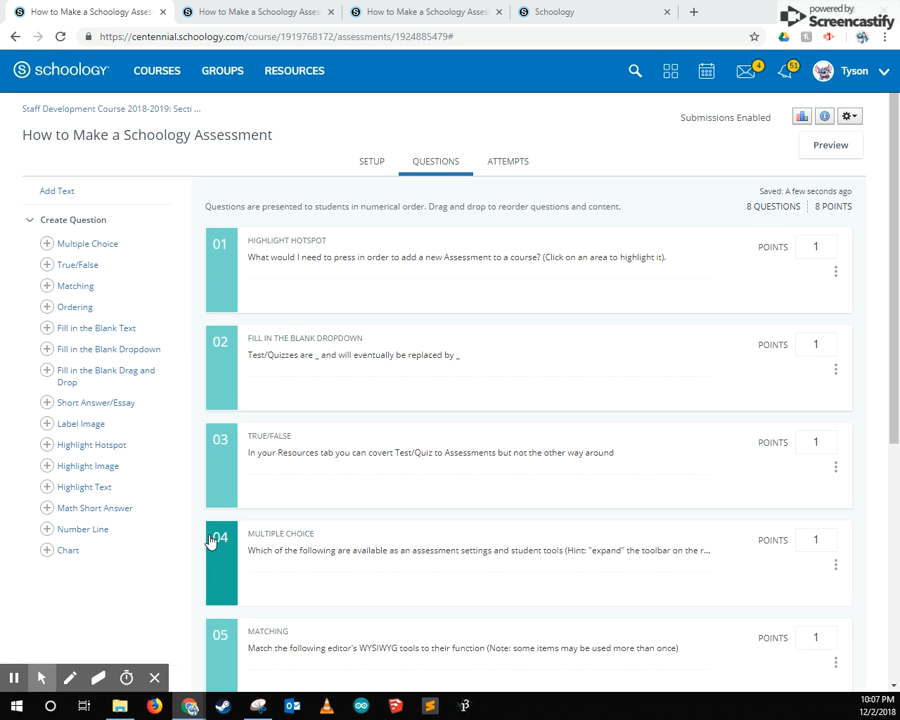 How to Make a Schoology Asses
How to Make a Schoology Assess
How to Make a Schoology Assess
Schoology
powered by
Screencastify
https://centennial.schoology.com/course/1919768172/assessments/1924885479#
S schoology
COURSES
GROUPS
RESOURCES
4
51
Tyson
Staff Development Course 2018-2019: Secti ...
How to Make a Schoology Assessment
Submissions Enabled
Preview
SETUP
QUESTIONS
ATTEMPTS
Add Text
Create Question
Multiple Choice
True/False
Matching
Ordering
Fill in the Blank Text
Fill in the Blank Dropdown
Fill in the Blank Drag and
Drop
Short Answer/Essay
Label Image
Highlight Hotspot
Highlight Image
Highlight Text
Math Short Answer
Number Line
Chart
Saved: A few seconds ago
Questions are presented to students in numerical order. Drag and drop to reorder questions and content.
8 QUESTIONS
8 POINTS
01
HIGHLIGHT HOTSPOT
What would I need to press in order to add a new Assessment to a course? (Click on an area to highlight it).
POINTS
1
02
FILL IN THE BLANK DROPDOWN
Test/Quizzes are _ and will eventually be replaced by _
POINTS
1
03
TRUE/FALSE
In your Resources tab you can covert Test/Quiz to Assessments but not the other way around
POINTS
1
04
MULTIPLE CHOICE
Which of the following are available as an assessment settings and student tools (Hint: "expand" the toolbar on the r...
POINTS
1
05
MATCHING
Match the following editor's WYSIWYG tools to their function (Note: some items may be used more than once)
POINTS
1
10:07 PM
12/2/2018